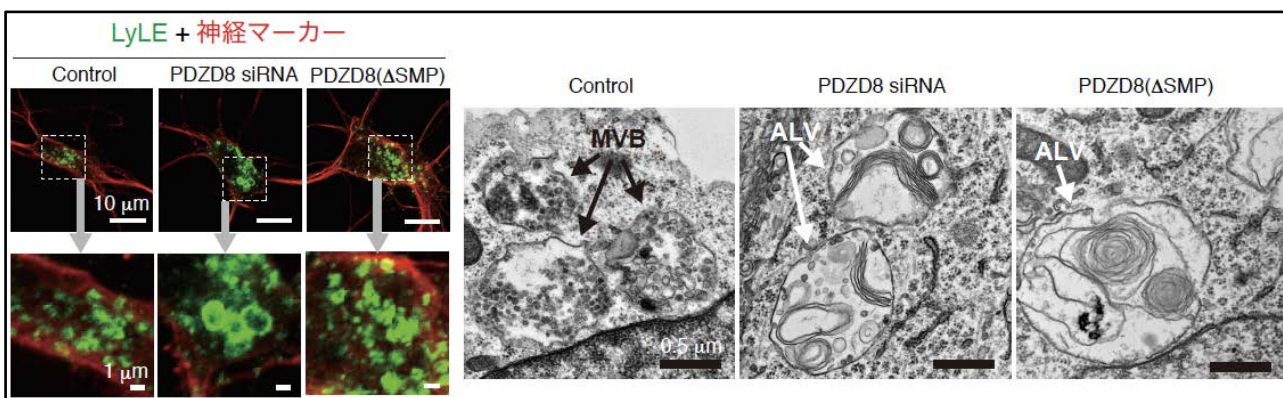 LyLE + 神経マーカー
Control
PDZD8 siRNA
PDZD8(ΔSMP)
10 μm
1 μm
Control
PDZD8 siRNA
PDZD8(ΔSMP)
MVB
0.5 μm
ALV
ALV